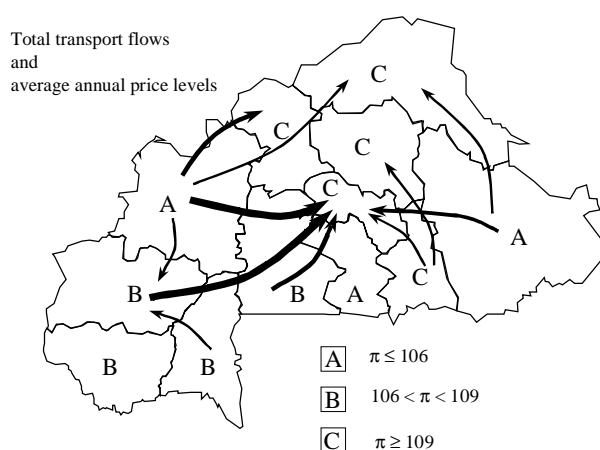 Total transport flows
and
average annual price levels
C
C
C
C
A
A
B
B
A
C
B
B
A π ≤ 106
B 106 < π < 109
C π ≥ 109